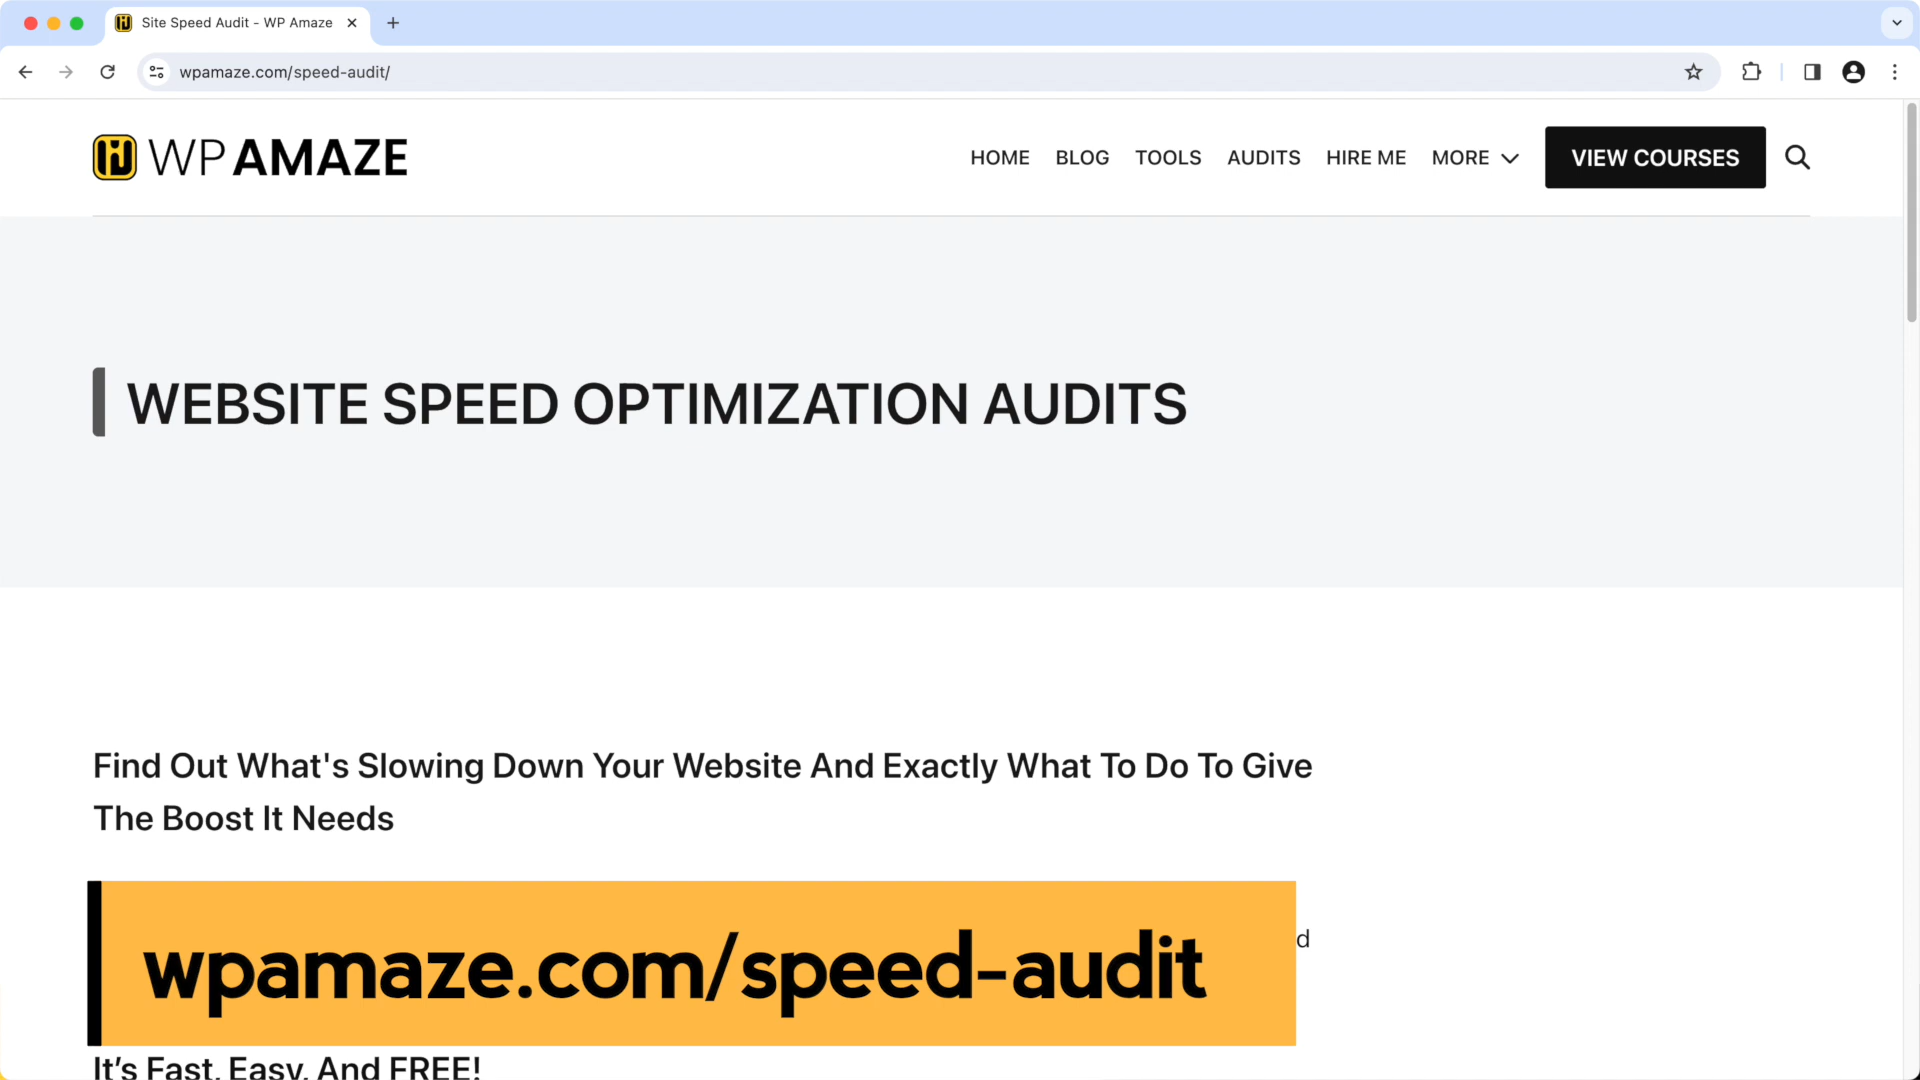 Site Speed Audit - WP Amaze
wpamaze.com/speed-audit/
WP AMAZE
HOME BLOG TOOLS AUDITS HIRE ME MORE VIEW COURSES
WEBSITE SPEED OPTIMIZATION AUDITS
Find Out What's Slowing Down Your Website And Exactly What To Do To Give
The Boost It Needs
d
wpamaze.com/speed-audit
It’s Fast, Easy, And FREE!